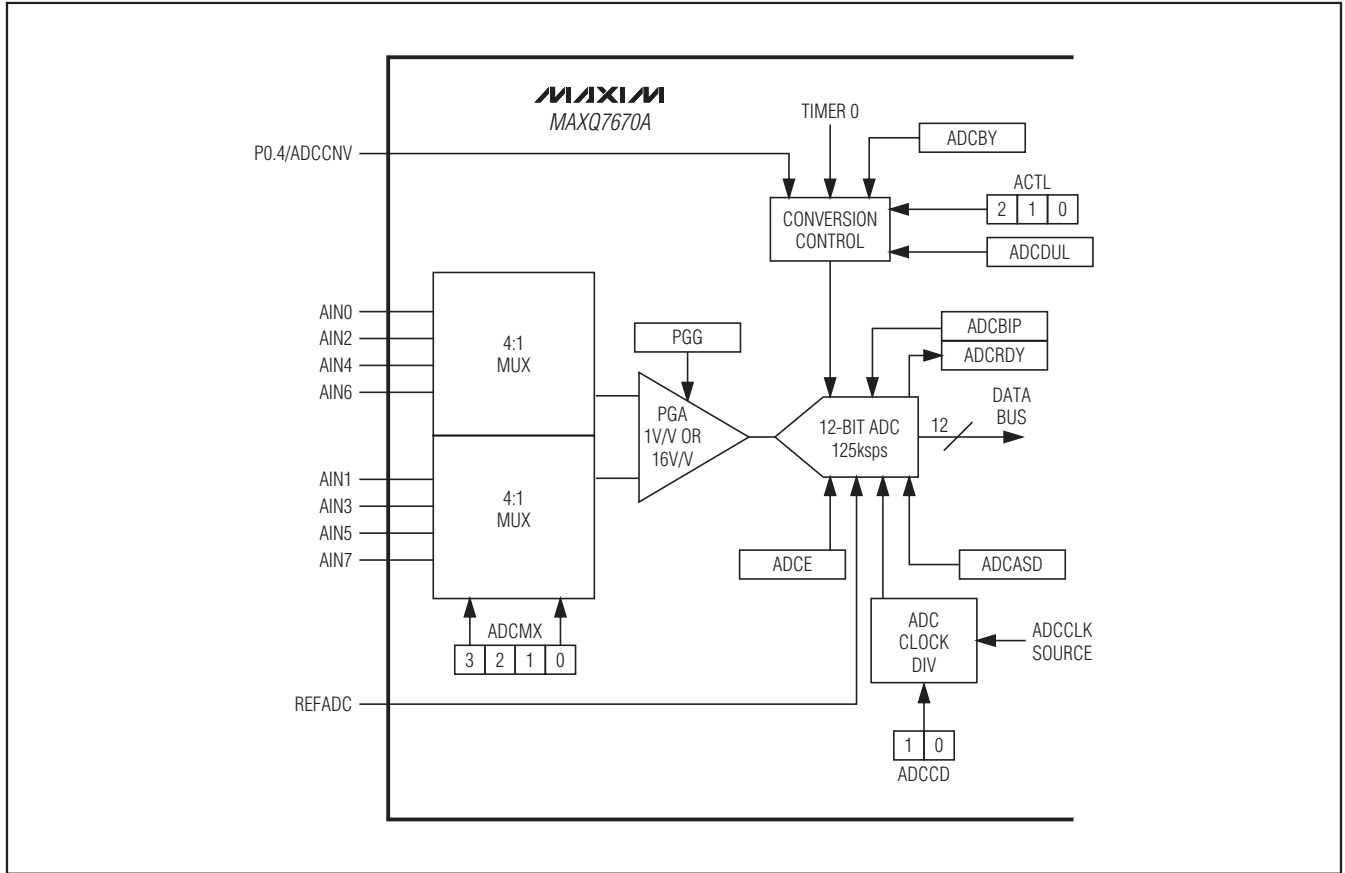 MAXIM
MAXQ7670A
TIMER 0
ADCBY
P0.4/ADCCNV
ACTL
2 1 0
CONVERSION
CONTROL
ADCDUL
AIN0
AIN2
AIN4
AIN6
4:1
MUX
PGG
ADCBIP
ADCRDY
PGA
1V/V OR
16V/V
12-BIT ADC
125ksps
12
DATA
BUS
AIN1
AIN3
AIN5
AIN7
4:1
MUX
ADCE
ADCASD
ADCMX
3 2 1 0
ADC
CLOCK
DIV
ADCCLK
SOURCE
REFADC
1 0
ADCCD